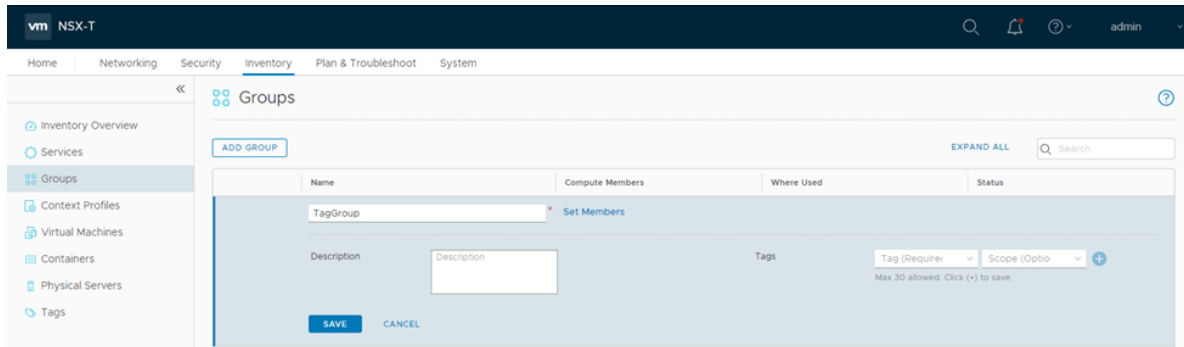 vm NSX-T
admin
Home Networking Security Inventory Plan & Troubleshoot System
Groups
Inventory Overview
Services
Groups
Context Profiles
Virtual Machines
Containers
Physical Servers
Tags
ADD GROUP
EXPAND ALL
Search
Name Compute Members Where Used Status
TagGroup * Set Members
Description Description Tags Tag (Require Scope (Optio
Max 30 allowed. Click (+) to save.
SAVE CANCEL